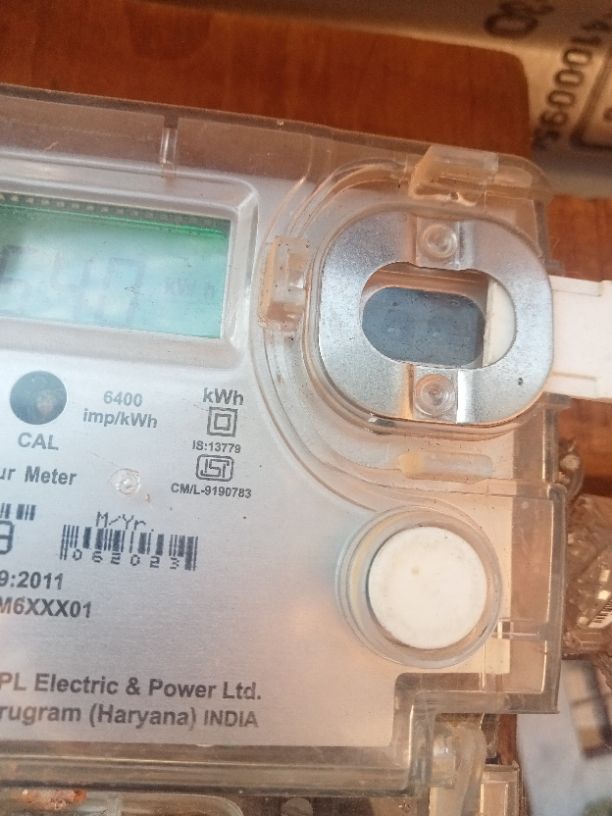 6400
imp/kWh
kWh
IS:13779
CAL
CM/L-9190783
ur Meter
M/Yr.
062023
9:2011
M6XXX01
PL Electric & Power Ltd.
rugram (Haryana) INDIA